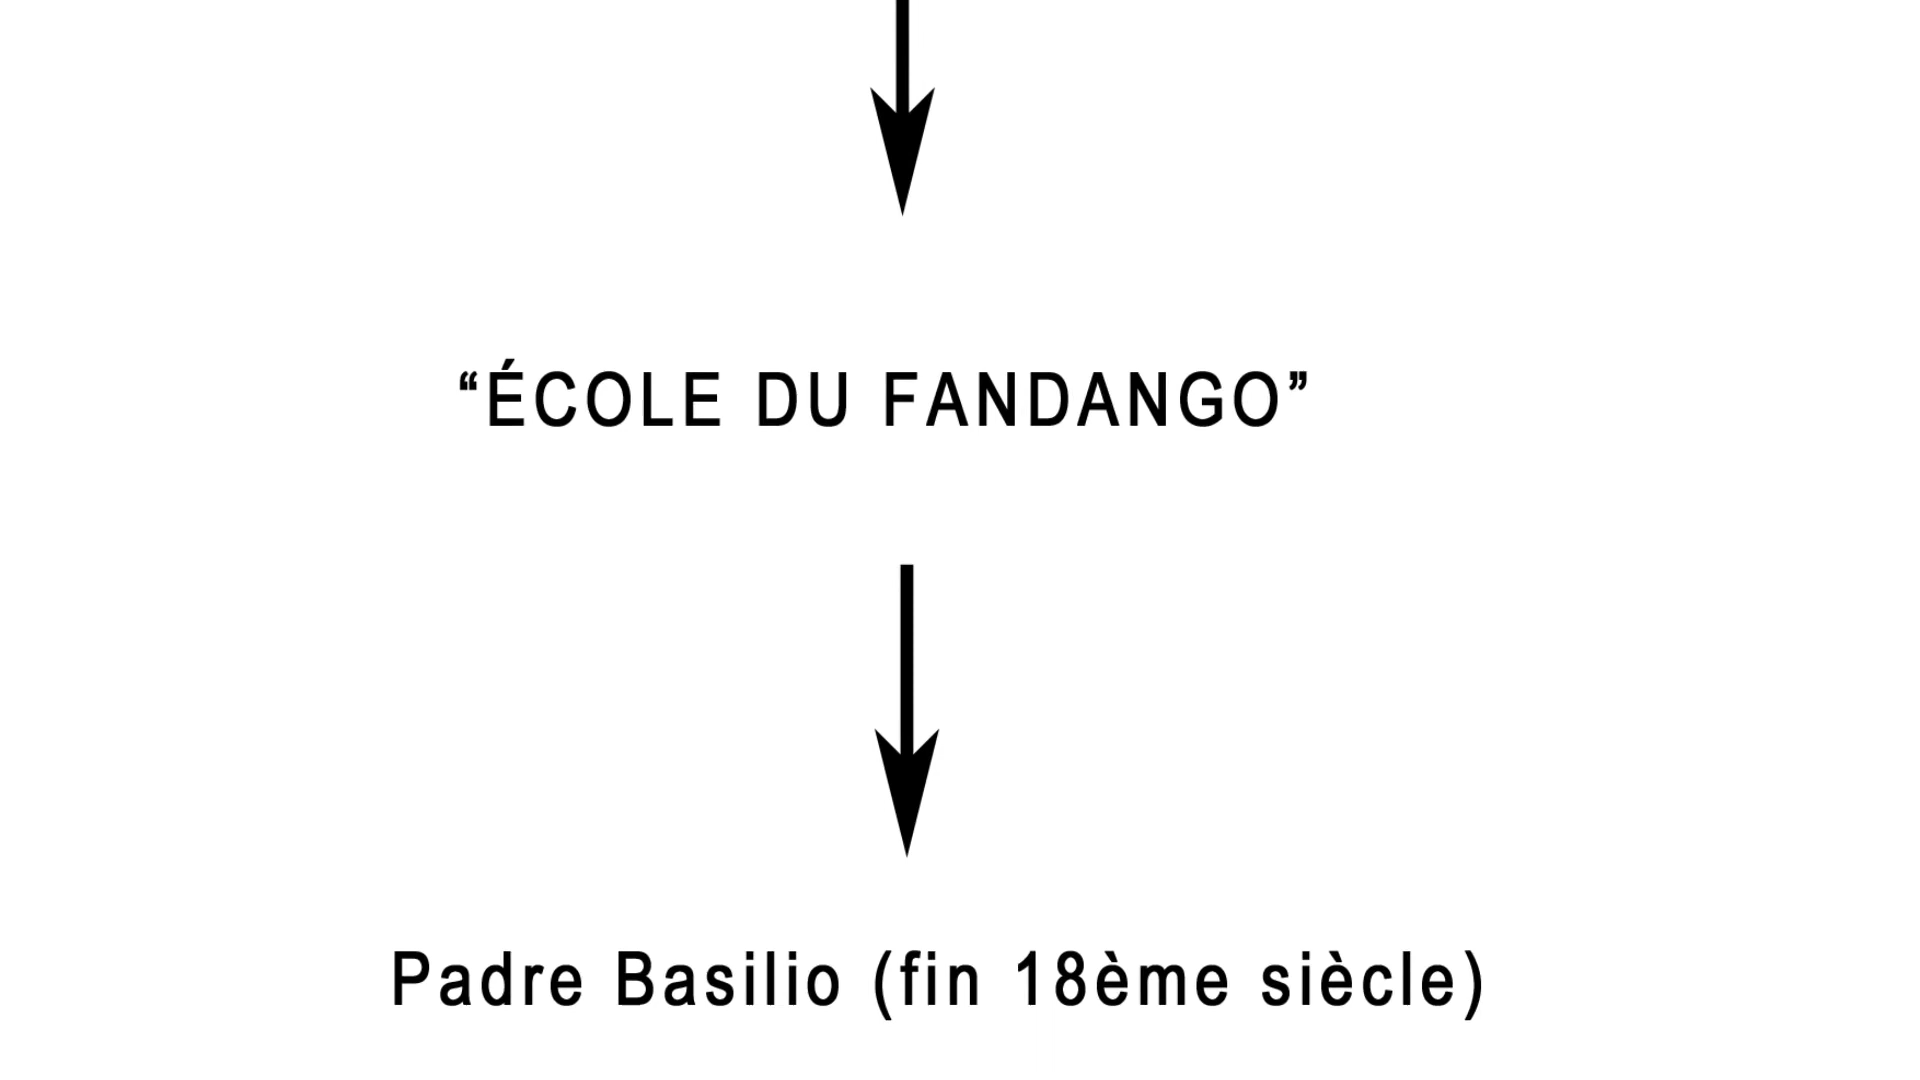 “ÉCOLE DU FANDANGO”
Padre Basilio (fin 18ème siècle)